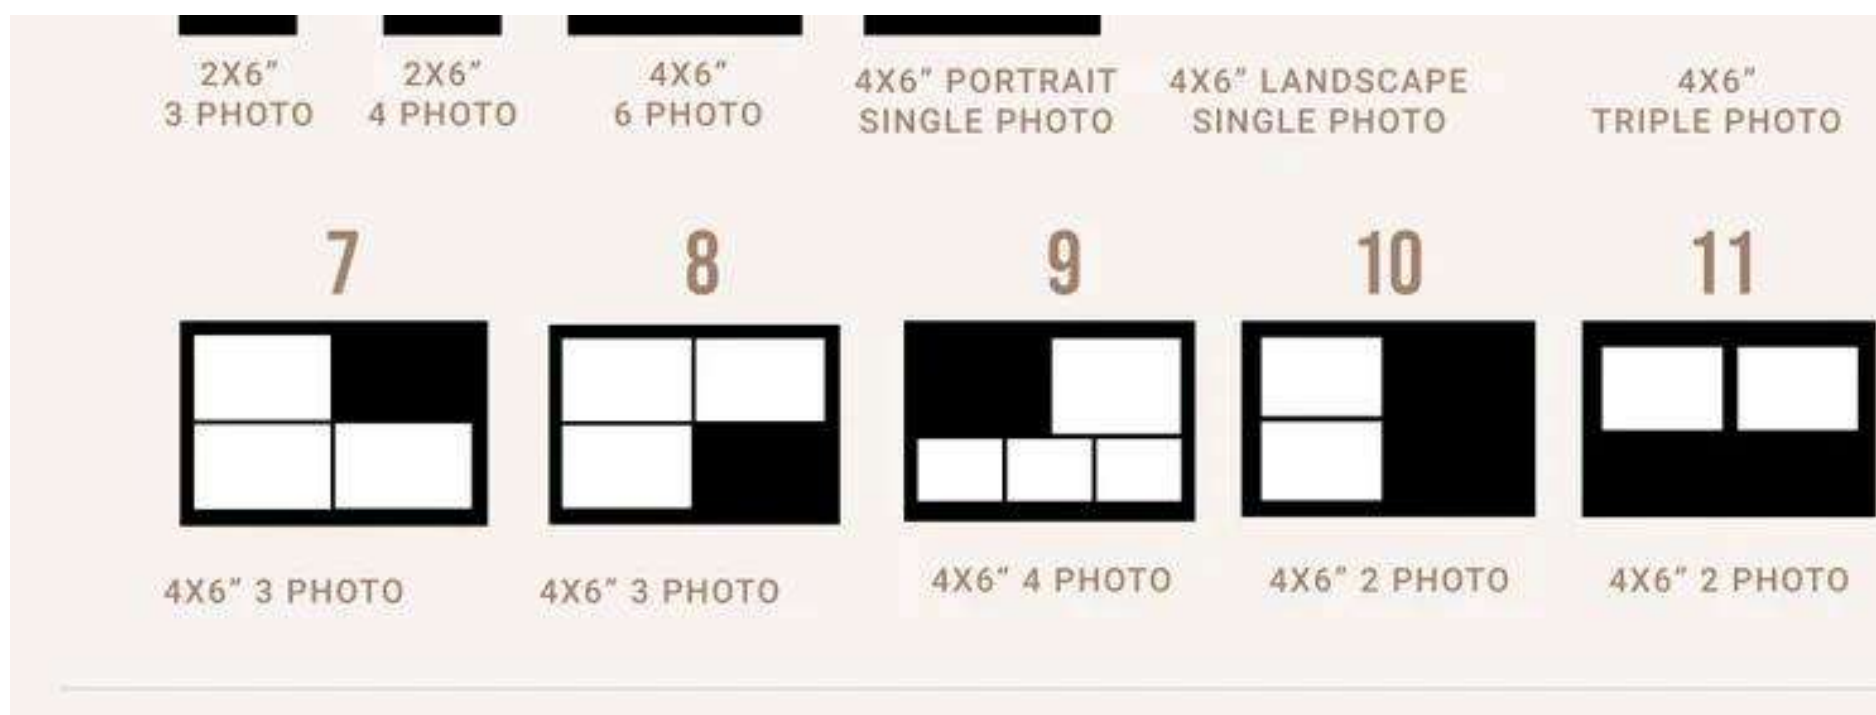 2X6" 2X6" 4X6" 4X6" PORTRAIT 4X6" LANDSCAPE 4X6"
3 PHOTO 4 PHOTO 6 PHOTO SINGLE PHOTO SINGLE PHOTO TRIPLE PHOTO
7 8 9 10 11
4X6" 3 PHOTO 4X6" 3 PHOTO 4X6" 4 PHOTO 4X6" 2 PHOTO 4X6" 2 PHOTO